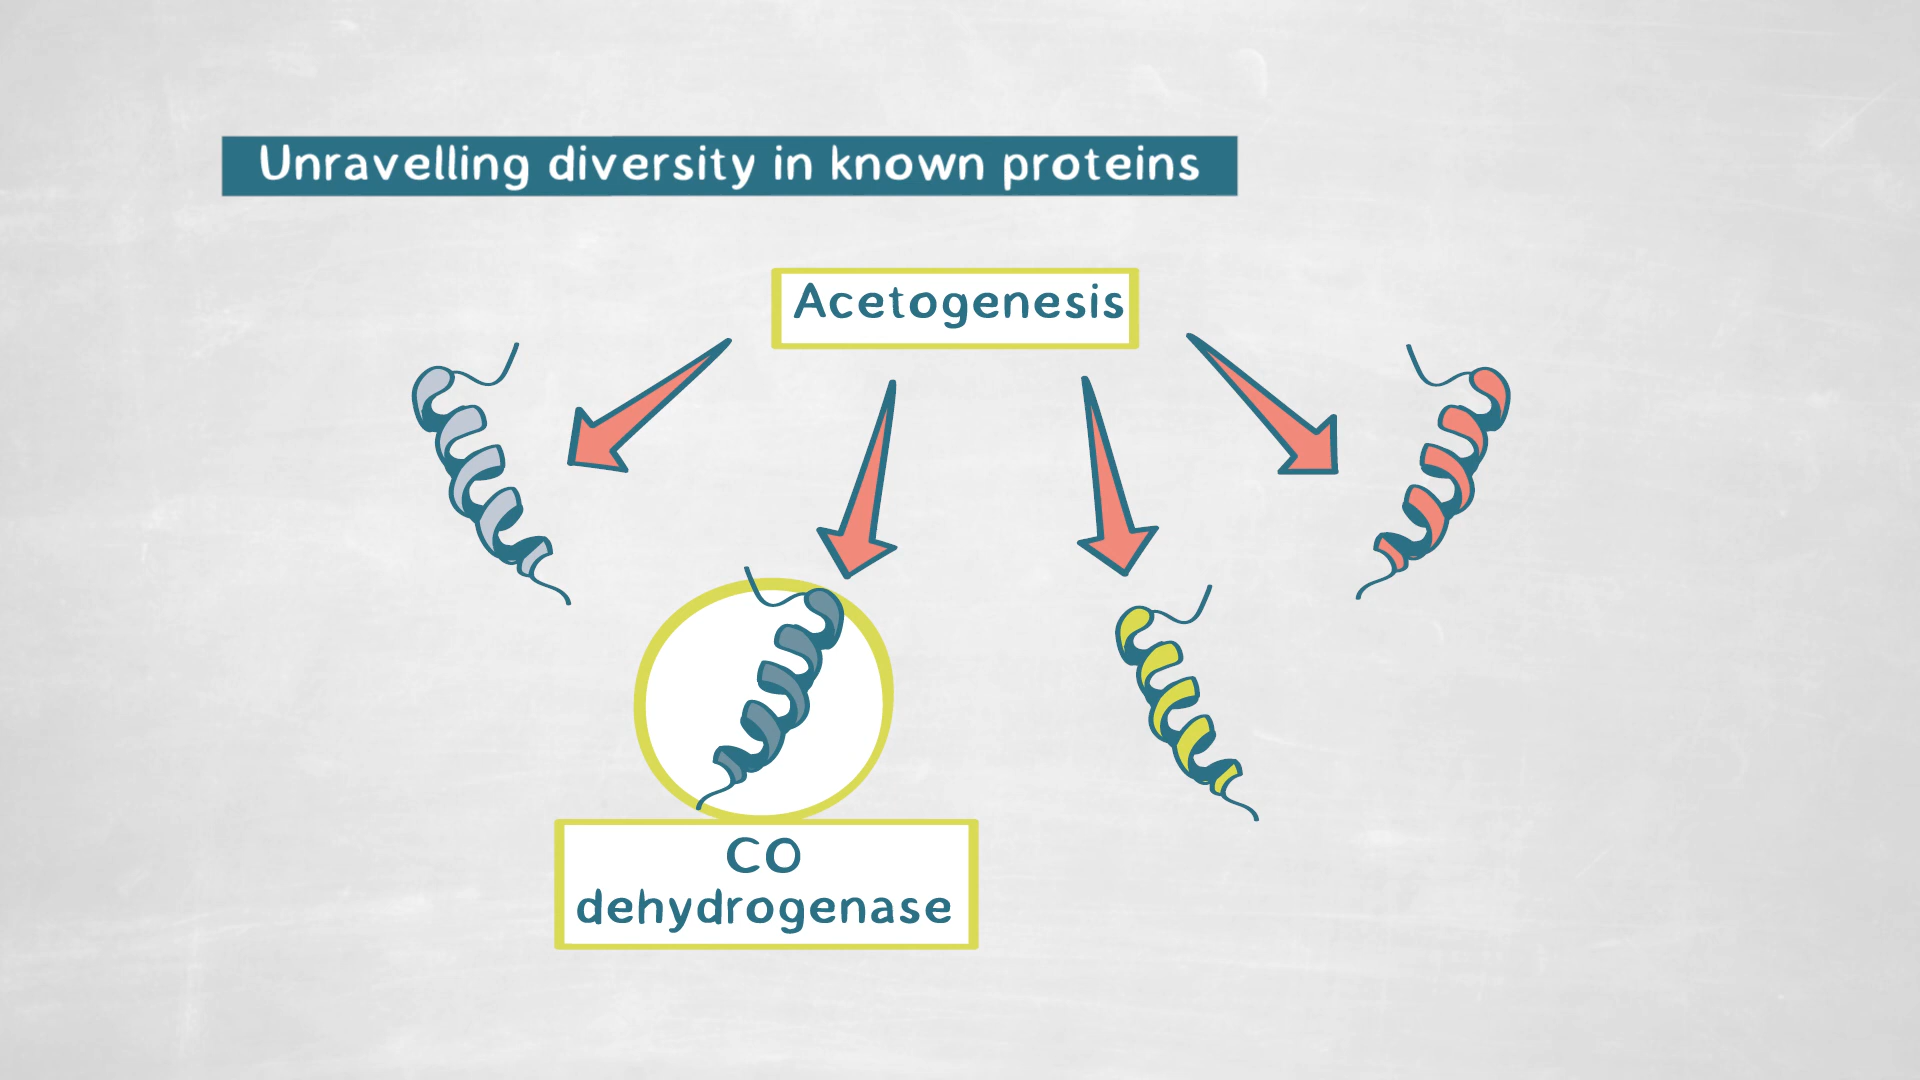 Unravelling diversity in known proteins
Acetogenesis
CO
dehydrogenase